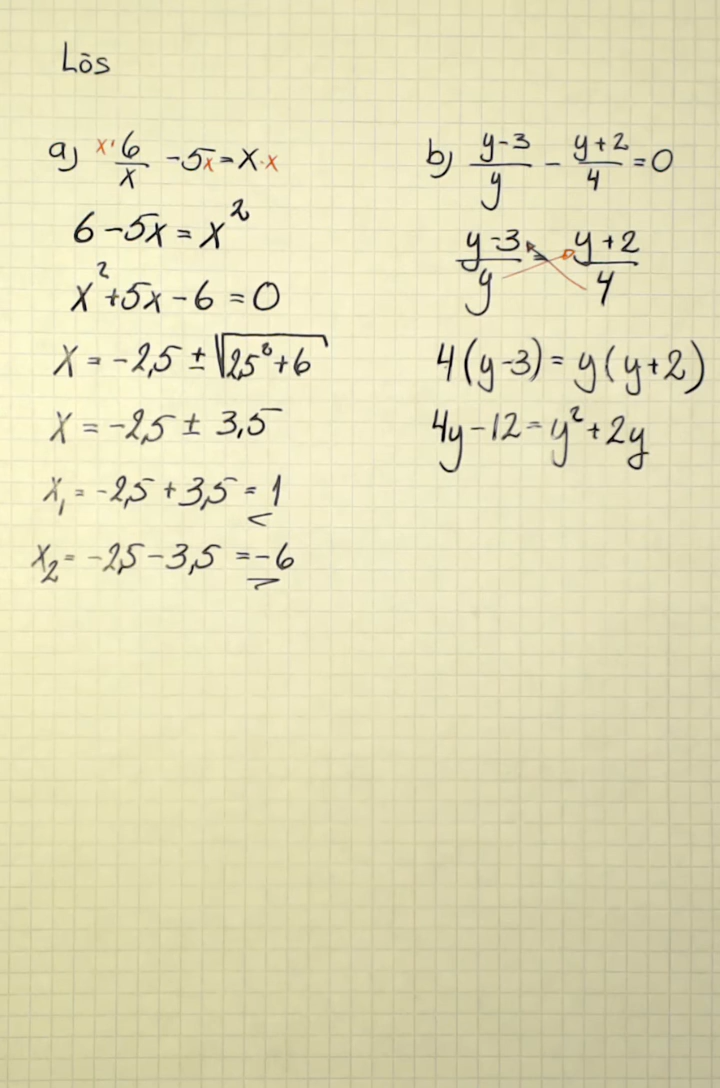 Lös
a) x· 6/x - 5x = x·x
6 - 5x = x²
x² + 5x - 6 = 0
x = -2,5 ± √(2,5² + 6)
x = -2,5 ± 3,5
x₁ = -2,5 + 3,5 = 1
x₂ = -2,5 - 3,5 = -6
b) (y-3)/y - (y+2)/4 = 0
(y-3)/y = (y+2)/4
4(y-3) = y(y+2)
4y - 12 = y² + 2y